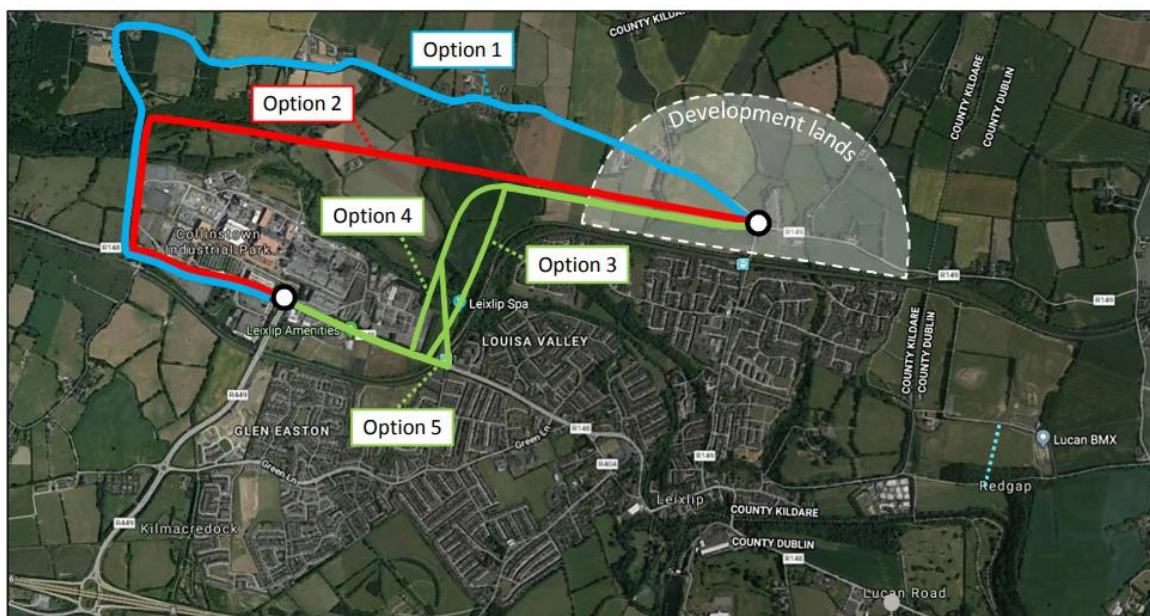 COUNTY KILDARE
Option 1
COUNTY KILDARE
COUNTY DUBLIN
Option 2
Development lands
Option 4
Collinstown
Industrial Park
R148
R149
Option 3
R149
Leixlip Spa
Leixlip Amenities
LOUISA VALLEY
COUNTY KILDARE
COUNTY DUBLIN
R449
Option 5
R148
R148
GLEN EASTON
Green Ln
Lucan BMX
Green Ln
R404
R149
Redgap
Leixlip
R449
Kilmacredock
COUNTY KILDARE
COUNTY DUBLIN
R148
Lucan Road